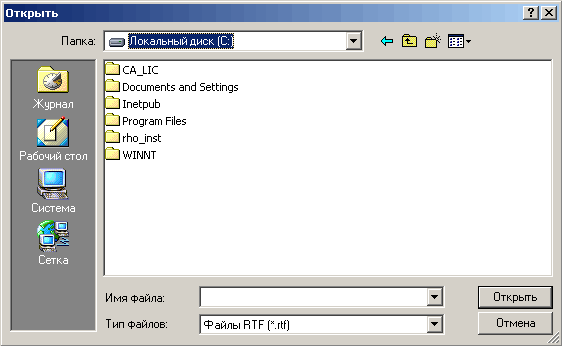 Открыть
Папка: Локальный диск (C:
Журнал
Рабочий стол
Система
Сетка
CA_LIC
Documents and Settings
Inetpub
Program Files
rho_inst
WINNT
Имя файла: Открыть
Тип файлов: Файлы RTF (*.rtf) Отмена